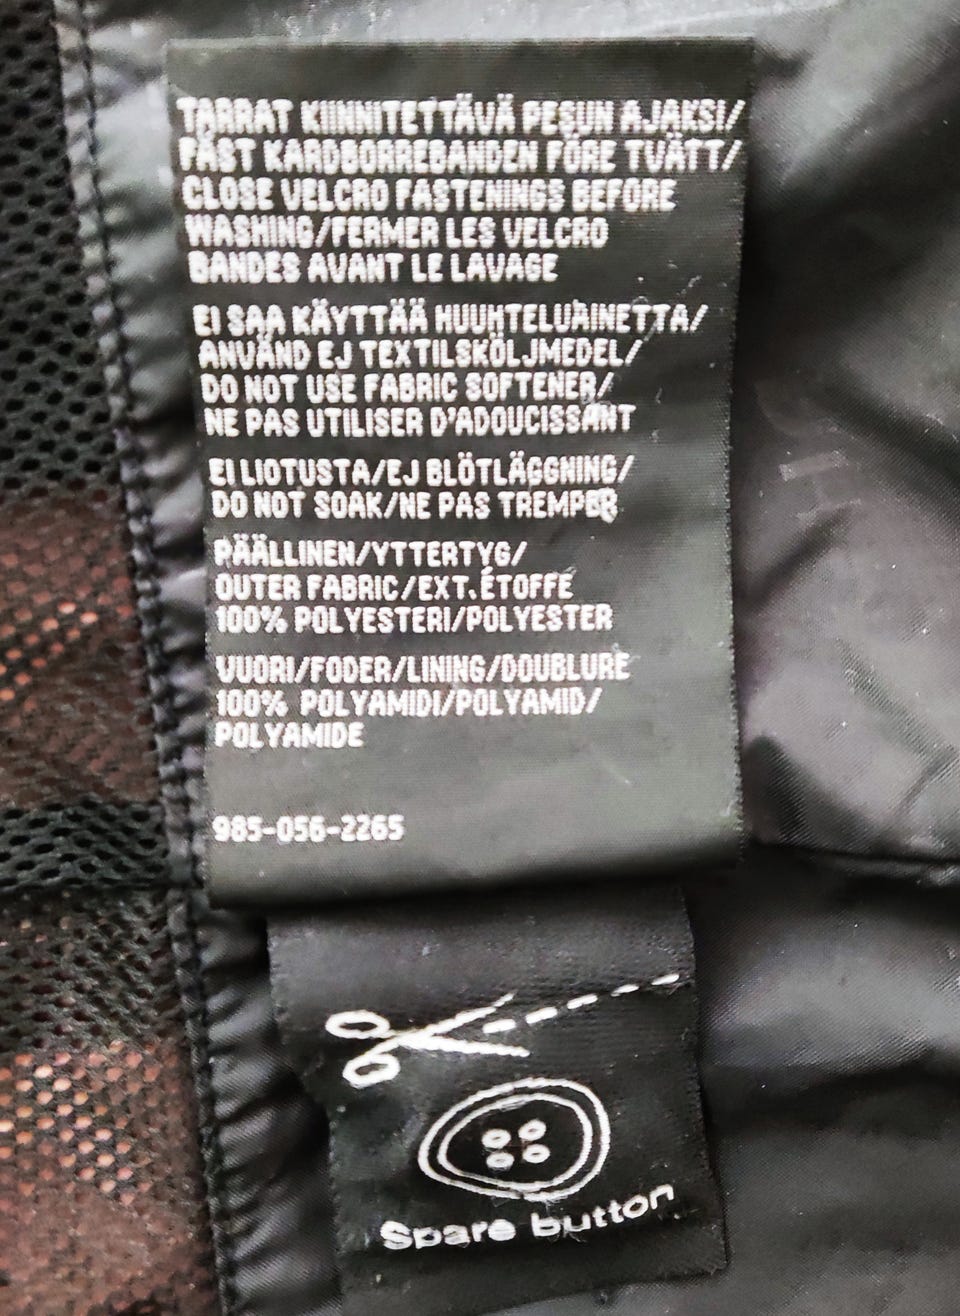 TARRAT KIINNITETTÄVÄ PESUN AJAKSI/
FÄST KARDBORREBANDEN FÖRE TVÄTT/
CLOSE VELCRO FASTENINGS BEFORE
WASHING/FERMER LES VELCRO
BANDES AVANT LE LAVAGE
EI SAA KÄYTTÄÄ HUUHTELUAINETTA/
ANVÄND EJ TEXTILSKÖLJMEDEL/
DO NOT USE FABRIC SOFTENER/
NE PAS UTILISER D'ADOUCISSANT
EI LIOTUSTA/EJ BLÖTLÄGGNING/
DO NOT SOAK/NE PAS TREMPER
PÄÄLLINEN/YTTERTYG/
OUTER FABRIC/EXT.ÉTOFFE
100% POLYESTERI/POLYESTER
VUORI/FODER/LINING/DOUBLURE
100% POLYAMIDI/POLYAMID/
POLYAMIDE
985-056-2265
Spare button